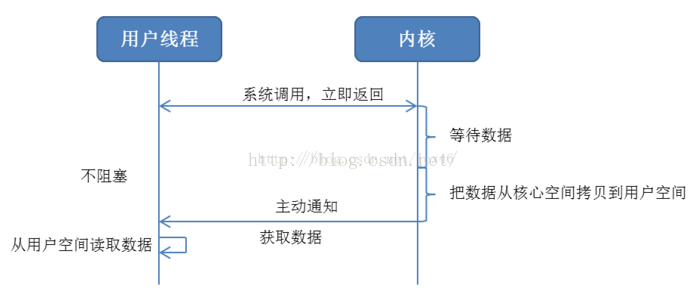 用户线程
内核
系统调用，立即返回
等待数据
http://blog.csdn.net/
不阻塞
把数据从核心空间拷贝到用户空间
主动通知
获取数据
从用户空间读取数据